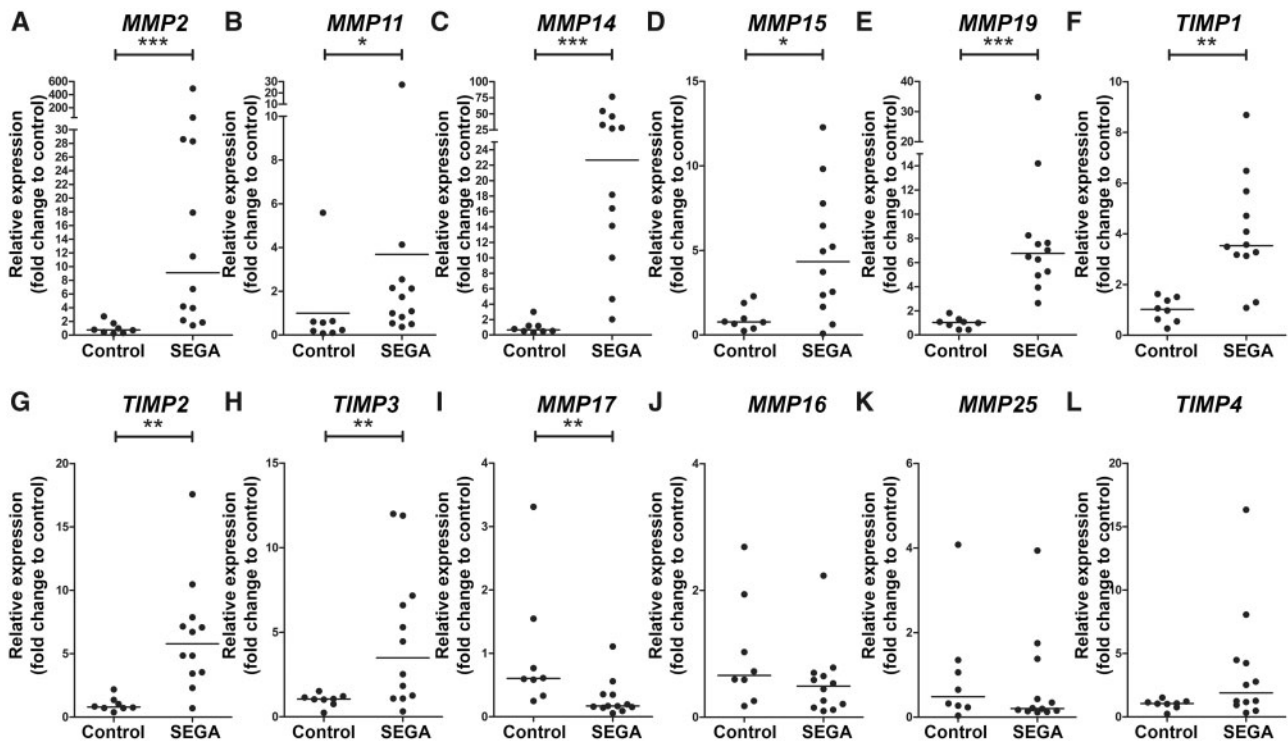 A MMP2 B MMP11 C MMP14 D MMP15 E MMP19 F TIMP1
*** * *** * *** **
Relative expression
(fold change to control)
600
400
200
30
28
26
24
22
20
18
16
14
12
10
8
6
4
2
0
Control SEGA
Relative expression
(fold change to control)
30
20
10
8
6
4
2
0
Control SEGA
Relative expression
(fold change to control)
100
75
50
25
24
22
20
18
16
14
12
10
8
6
4
2
0
Control SEGA
Relative expression
(fold change to control)
15
10
5
0
Control SEGA
Relative expression
(fold change to control)
40
30
20
16
14
12
10
8
6
4
2
0
Control SEGA
Relative expression
(fold change to control)
10
8
6
4
2
0
Control SEGA
G TIMP2 H TIMP3 I MMP17 J MMP16 K MMP25 L TIMP4
** ** **
Relative expression
(fold change to control)
20
15
10
5
0
Control SEGA
Relative expression
(fold change to control)
15
10
5
0
Control SEGA
Relative expression
(fold change to control)
4
3
2
1
0
Control SEGA
Relative expression
(fold change to control)
4
2
0
Control SEGA
Relative expression
(fold change to control)
6
4
2
0
Control SEGA
Relative expression
(fold change to control)
20
15
10
5
0
Control SEGA